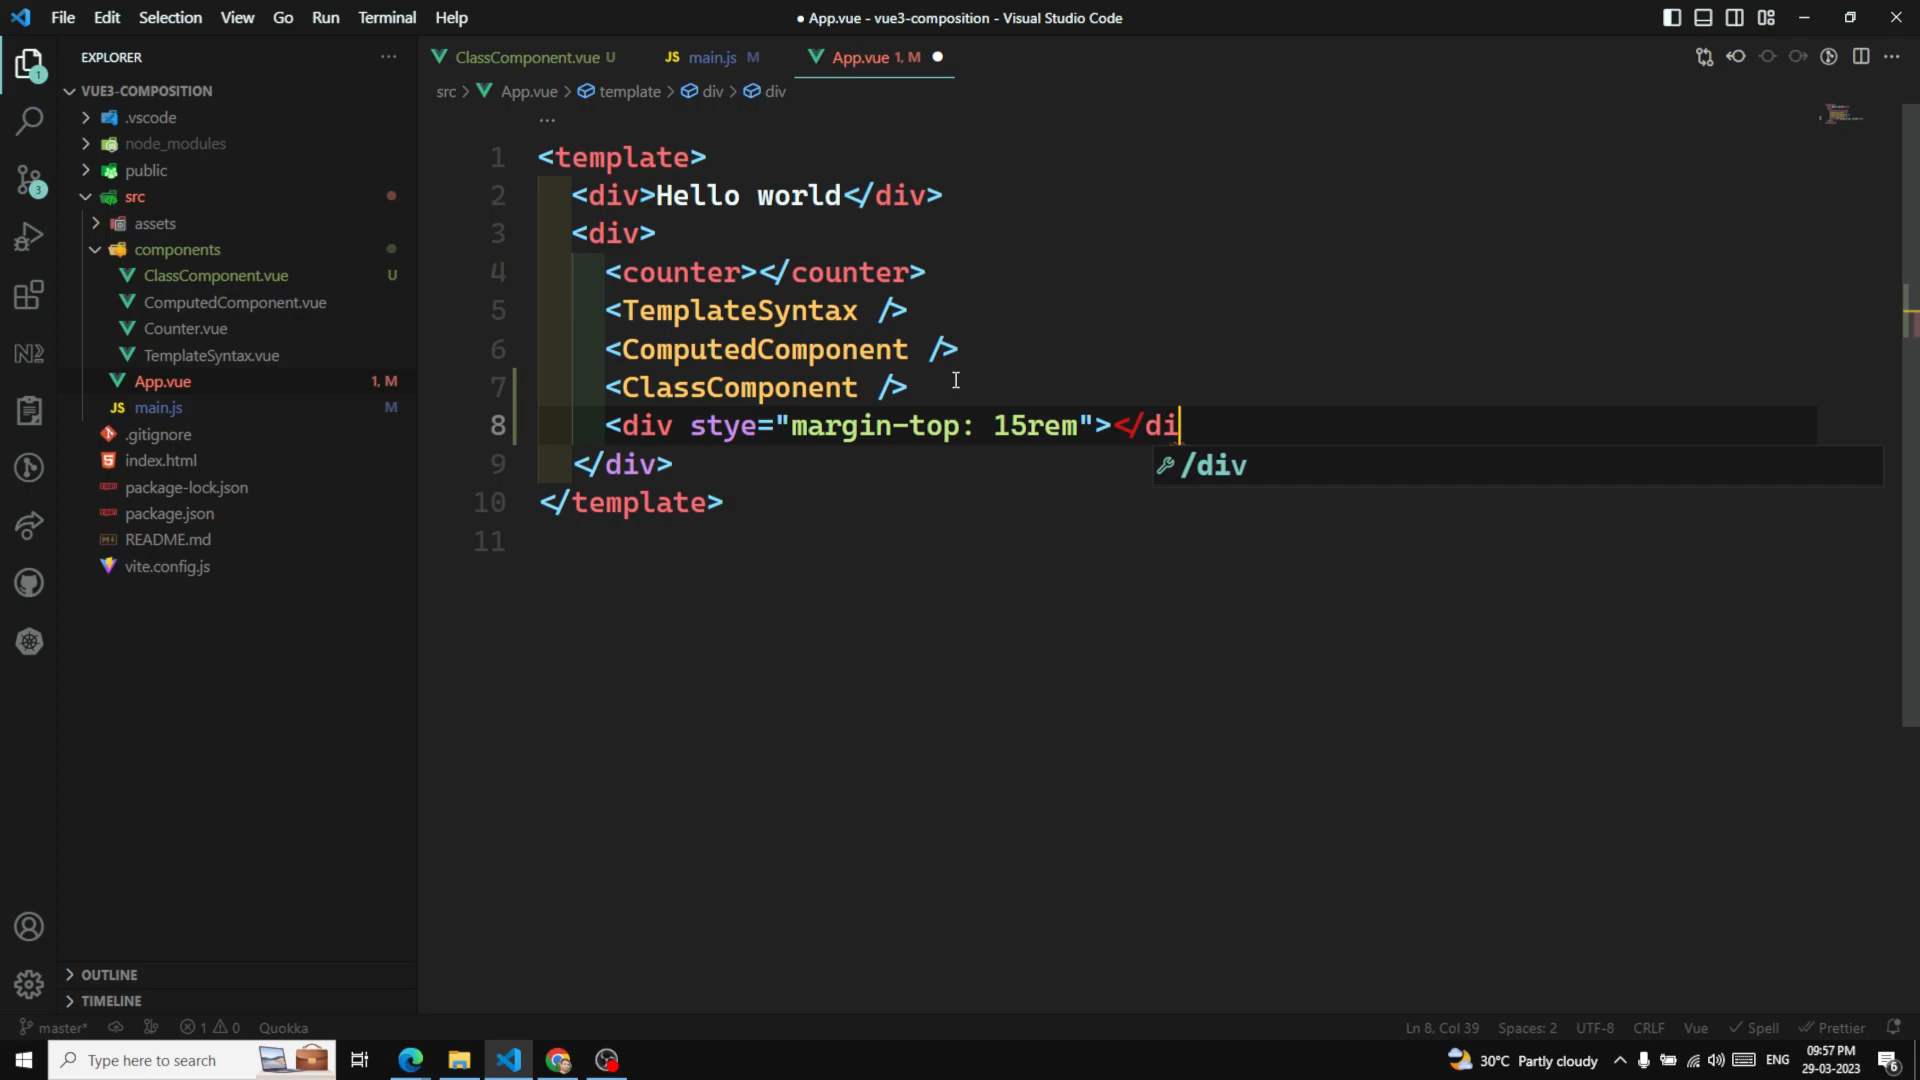 File Edit Selection View Go Run Terminal Help
● App.vue - vue3-composition - Visual Studio Code
EXPLORER
ClassComponent.vue U
JS main.js M
App.vue 1, M
src > App.vue > template > div > div
VUE3-COMPOSITION
.vscode
node_modules
public
src
assets
components
ClassComponent.vue U
ComputedComponent.vue
Counter.vue
TemplateSyntax.vue
App.vue 1, M
JS main.js M
.gitignore
index.html
package-lock.json
package.json
README.md
vite.config.js
OUTLINE
TIMELINE
1 <template>
2 <div>Hello world</div>
3 <div>
4 <counter></counter>
5 <TemplateSyntax />
6 <ComputedComponent />
7 <ClassComponent />
8 <div stye="margin-top: 15rem"></di
/div
9 </div>
10 </template>
11
1
3
N
master* 1 0 Quokka
Ln 8, Col 39 Spaces: 2 UTF-8 CRLF Vue Spell Prettier
Type here to search
30°C Partly cloudy
ENG
09:57 PM
29-03-2023
6